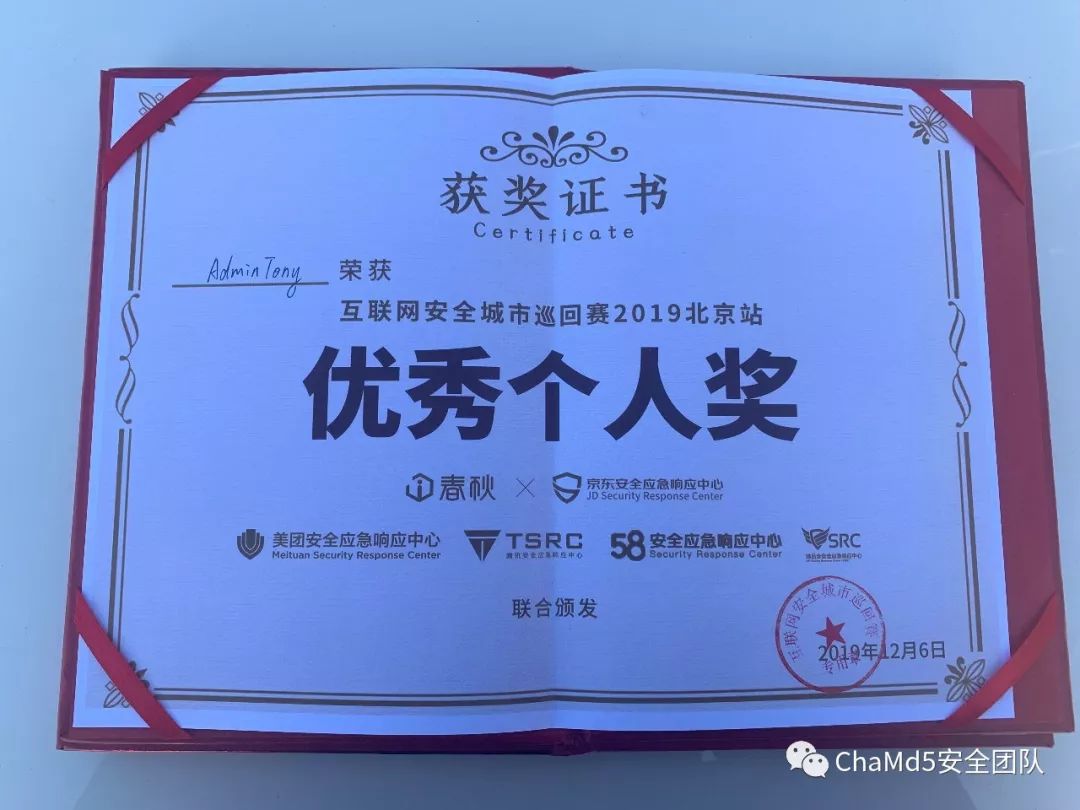 获奖证书
Certificate
AdminTony 荣获
互联网安全城市巡回赛2019北京站
优秀个人奖
春秋 × 京东安全应急响应中心
JD Security Response Center
美团安全应急响应中心
Meituan Security Response Center
TSRC
腾讯安全应急响应中心
58安全应急响应中心
Security Response Center
SRC
联合颁发
互联网安全城市巡回赛
专用章
2019年12月6日
ChaMd5安全团队